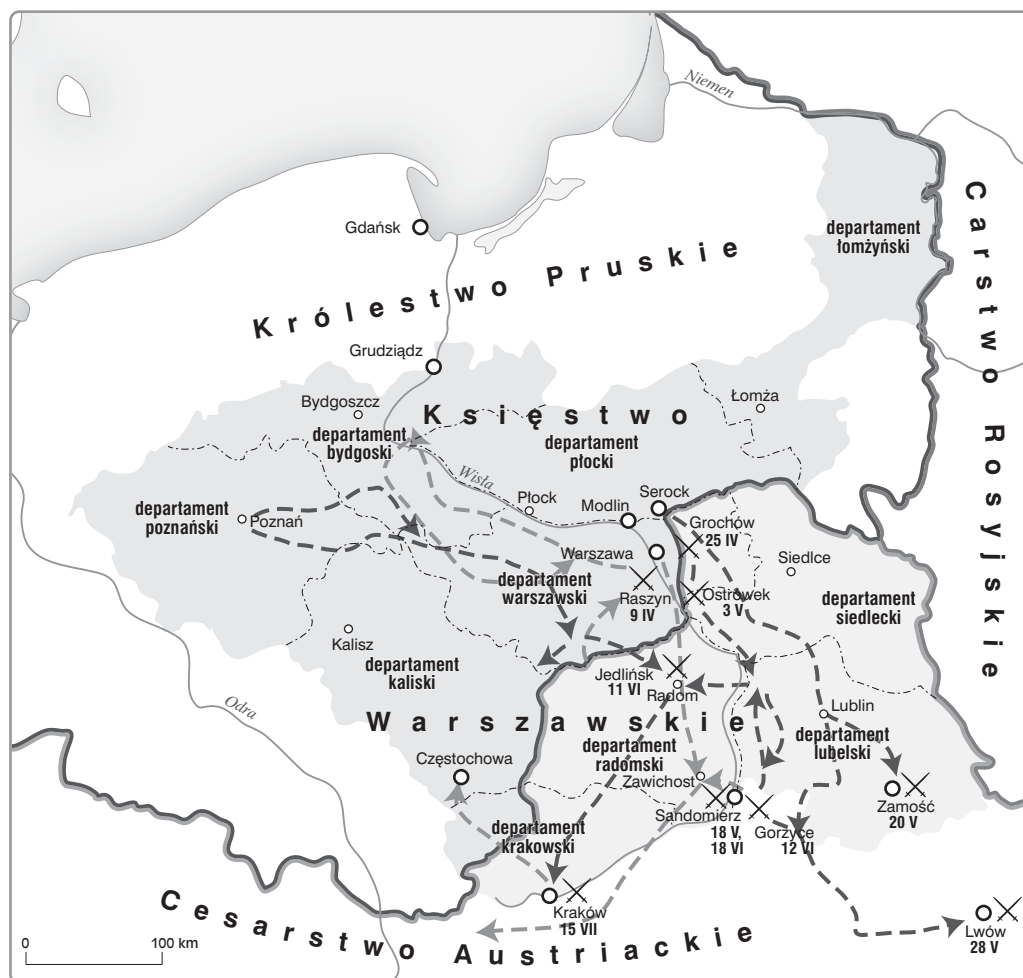 Niemen
Gdańsk
departament
łomżyński
Carstwo Rosyjskie
Królestwo Pruskie
Grudziądz
Bydgoszcz
Łomża
Księstwo
departament
bydgoski
departament
płocki
Wisła
Płock
Modlin
Serock
departament
poznański
Poznań
Grochów
25 IV
Warszawa
Siedlce
departament
warszawski
Raszyn
9 IV
Ostrówek
3 V
departament
siedlecki
Kalisz
departament
kaliski
Jedlińsk
11 VI
Radom
Odra
Lublin
Warszawskie
departament
lubelski
departament
radomski
Częstochowa
Zawichost
Sandomierz
18 V,
18 VI
Gorzyce
12 VI
Zamość
20 V
departament
krakowski
Kraków
15 VII
Lwów
28 V
Cesarstwo Austriackie
0 100 km